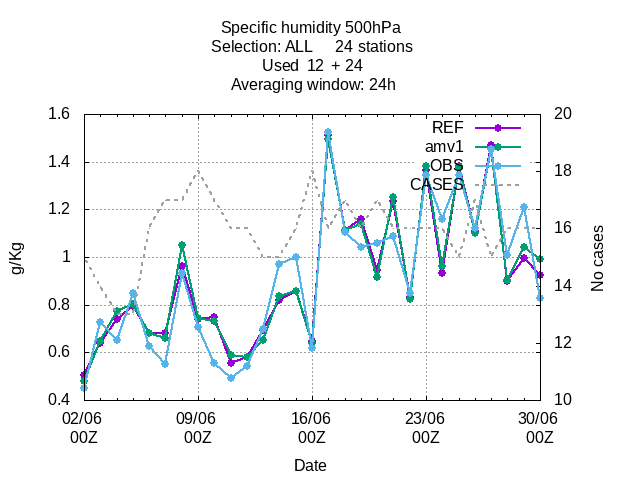 Specific humidity 500hPa
Selection: ALL 24 stations
Used 12 + 24
Averaging window: 24h
1.6
1.4
1.2
1
0.8
0.6
0.4
g/Kg
20
18
16
14
12
10
No cases
REF
amv1
OBS
CASES
02/06 09/06 16/06 23/06 30/06
00Z 00Z 00Z 00Z 00Z
Date